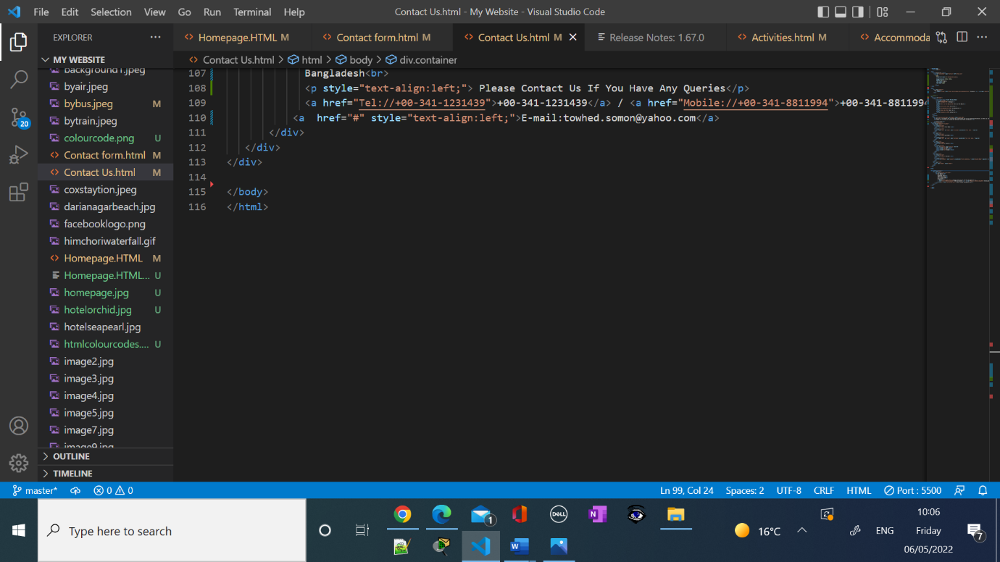 File Edit Selection View Go Run Terminal Help Contact Us.html - My Website - Visual Studio Code
EXPLORER ··· Homepage.HTML M Contact form.html M Contact Us.html M Release Notes: 1.67.0 Activities.html M Accommoda ···
MY WEBSITE Contact Us.html > html > body > div.container
background1.jpeg
byair.jpeg
bybus.jpeg M
bytrain.jpeg
colourcode.png U
Contact form.html M
Contact Us.html M
coxstaytion.jpeg
darianagarbeach.jpg
facebooklogo.png
himchoriwaterfall.gif
Homepage.HTML M
Homepage.HTML... U
homepage.jpg U
hotelorchid.jpg U
hotelseapearl.jpg
htmlcolourcodes.... U
image2.jpg
image3.jpg
image4.jpg
image5.jpg
image7.jpg
image9.jpg
OUTLINE
TIMELINE
107 Bangladesh<br>
108 <p style="text-align:left;"> Please Contact Us If You Have Any Queries</p>
109 <a href="Tel://+00-341-1231439">+00-341-1231439</a> / <a href="Mobile://+00-341-8811994">+00-341-8811994
110 <a  href="#" style="text-align:left;">E-mail:towhed.somon@yahoo.com</a>
111 </div>
112 </div>
113 </div>
114
115 </body>
116 </html>
20
master* 0 0 Ln 99, Col 24 Spaces: 2 UTF-8 CRLF HTML Port : 5500
Type here to search
1
DELL
N
W
16°C
ENG
10:06
Friday
06/05/2022
7